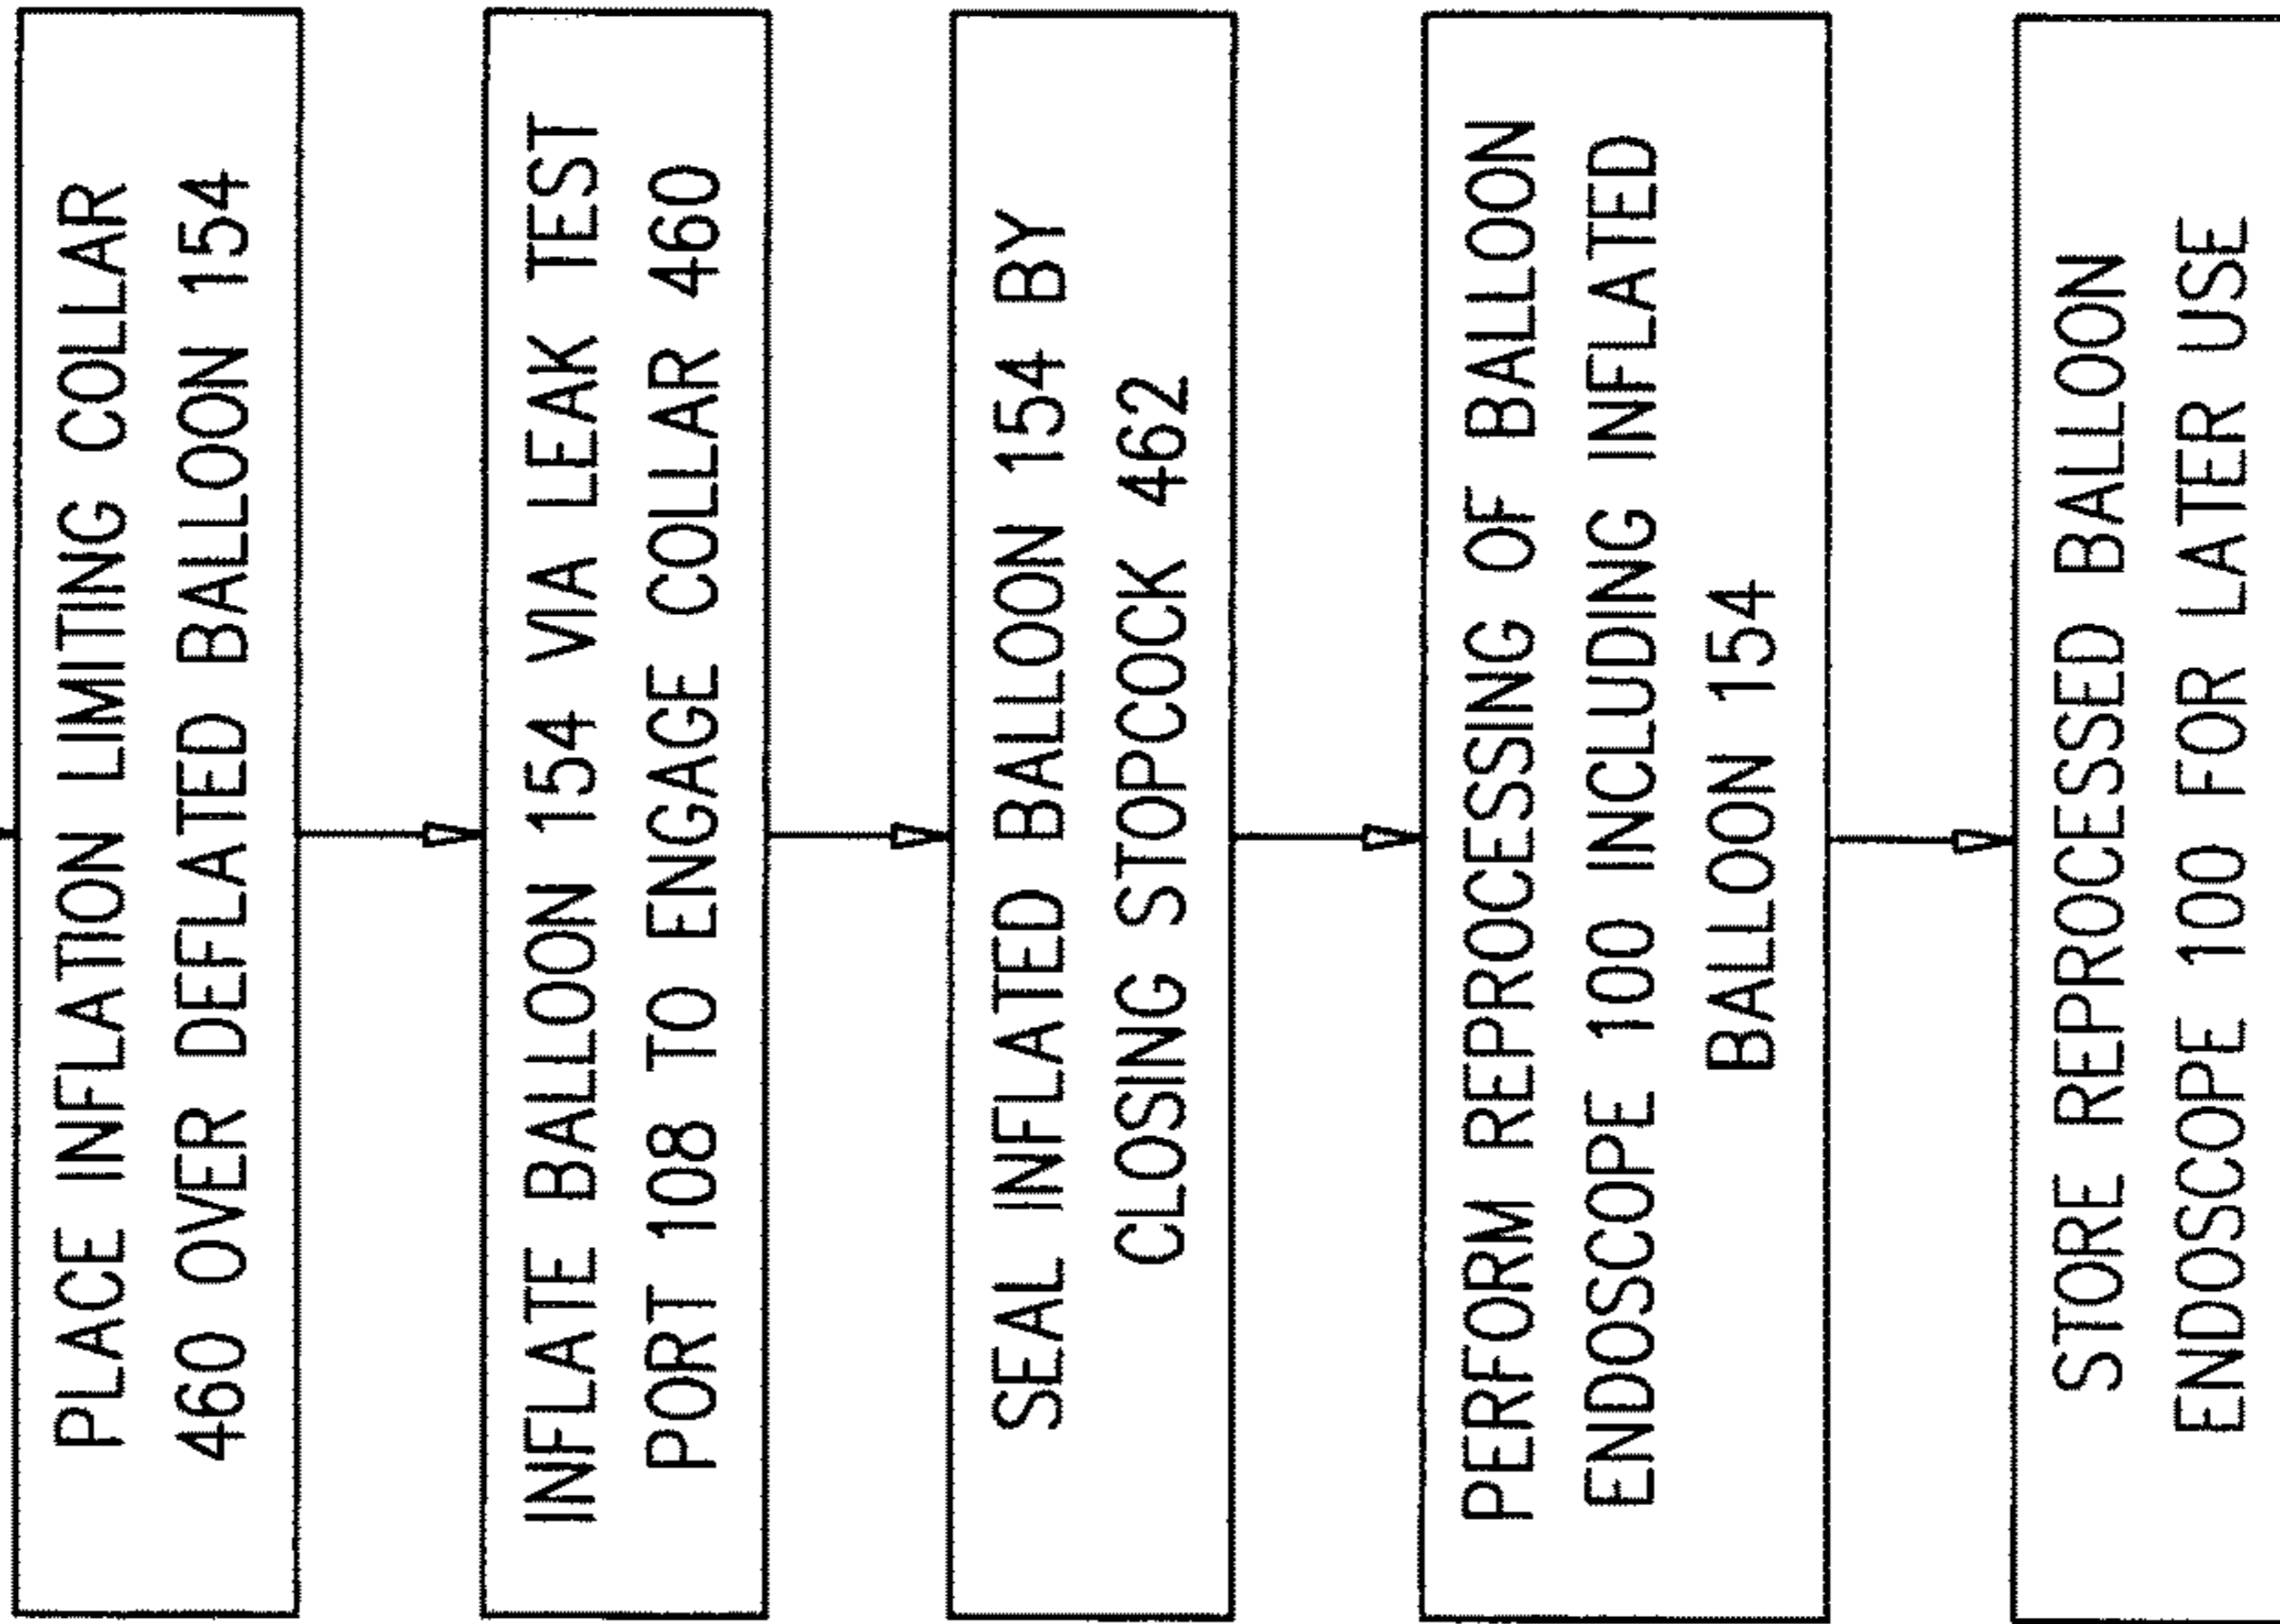 PLACE INFLATION LIMITING COLLAR
460 OVER DEFLATED BALLOON 154
INFLATE BALLOON 154 VIA LEAK TEST
PORT 108 TO ENGAGE COLLAR 460
SEAL INFLATED BALLOON 154 BY
CLOSING STOPCOCK 462
PERFORM REPROCESSING OF BALLOON
ENDOSCOPE 100 INCLUDING INFLATED
BALLOON 154
STORE REPROCESSED BALLOON
ENDOSCOPE 100 FOR LATER USE